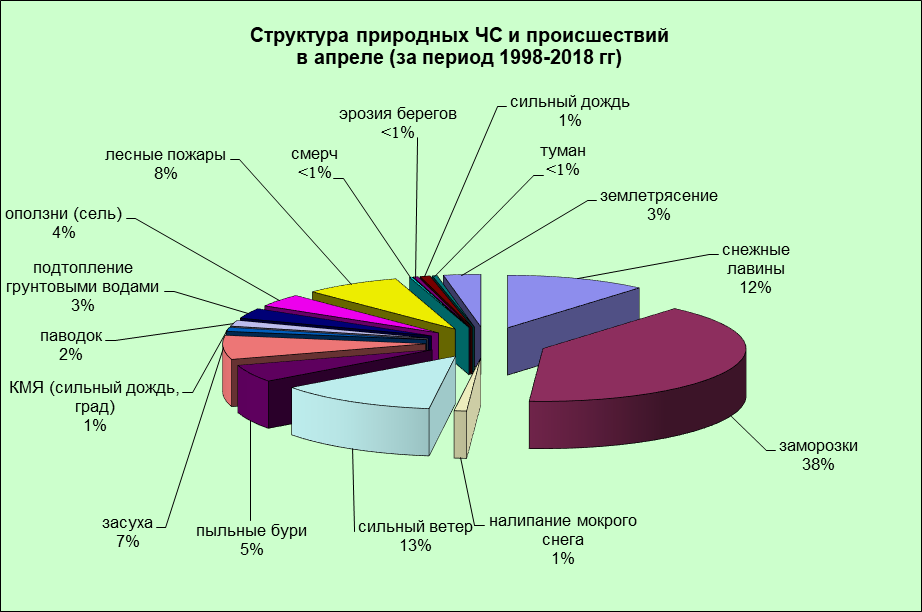 Структура природных ЧС и происшествий
в апреле (за период 1998-2018 гг)
эрозия берегов
<1%
сильный дождь
1%
смерч
<1%
туман
<1%
лесные пожары
8%
землетрясение
3%
оползни (сель)
4%
снежные
лавины
12%
подтопление
грунтовыми водами
3%
паводок
2%
КМЯ (сильный дождь,
град)
1%
заморозки
38%
засуха
7%
пыльные бури
5%
сильный ветер
13%
налипание мокрого
снега
1%